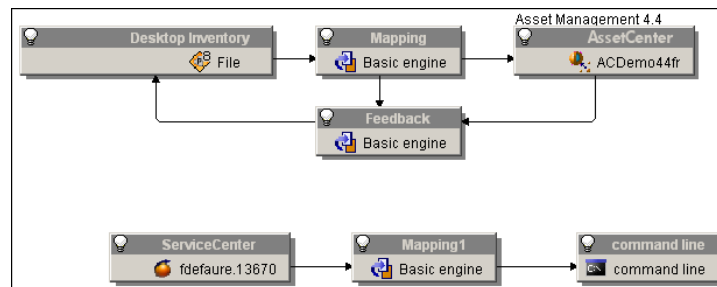 Asset Management 4.4
Desktop Inventory
File
Mapping
Basic engine
AssetCenter
ACDemo44fr
Feedback
Basic engine
ServiceCenter
fdefaure.13670
Mapping1
Basic engine
command line
command line